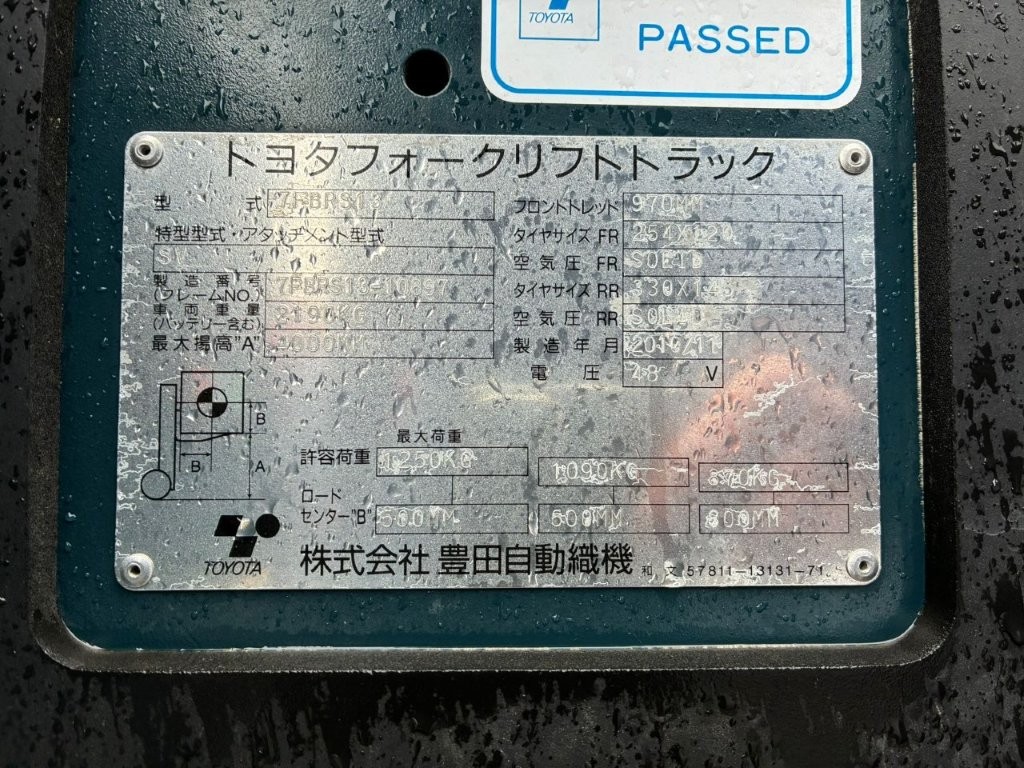 TOYOTA
PASSED
トヨタフォークリフトトラック
型式 7FBRS13
特型型式・アタッチメント型式
SV
製造番号
(フレームNO.)
車両重量 2190KG
(バッテリー含む)
最大揚高"A"
フロントトレッド 970MM
タイヤサイズ FR
空気圧 FR
タイヤサイズ RR
空気圧 RR
製造年月
電圧 48 V
B
B
A
最大荷重
許容荷重 1250KG 1090KG
ロード
センター"B" 500MM 600MM 800MM
TOYOTA
株式会社 豊田自動織機 和 文 57811-13131-71